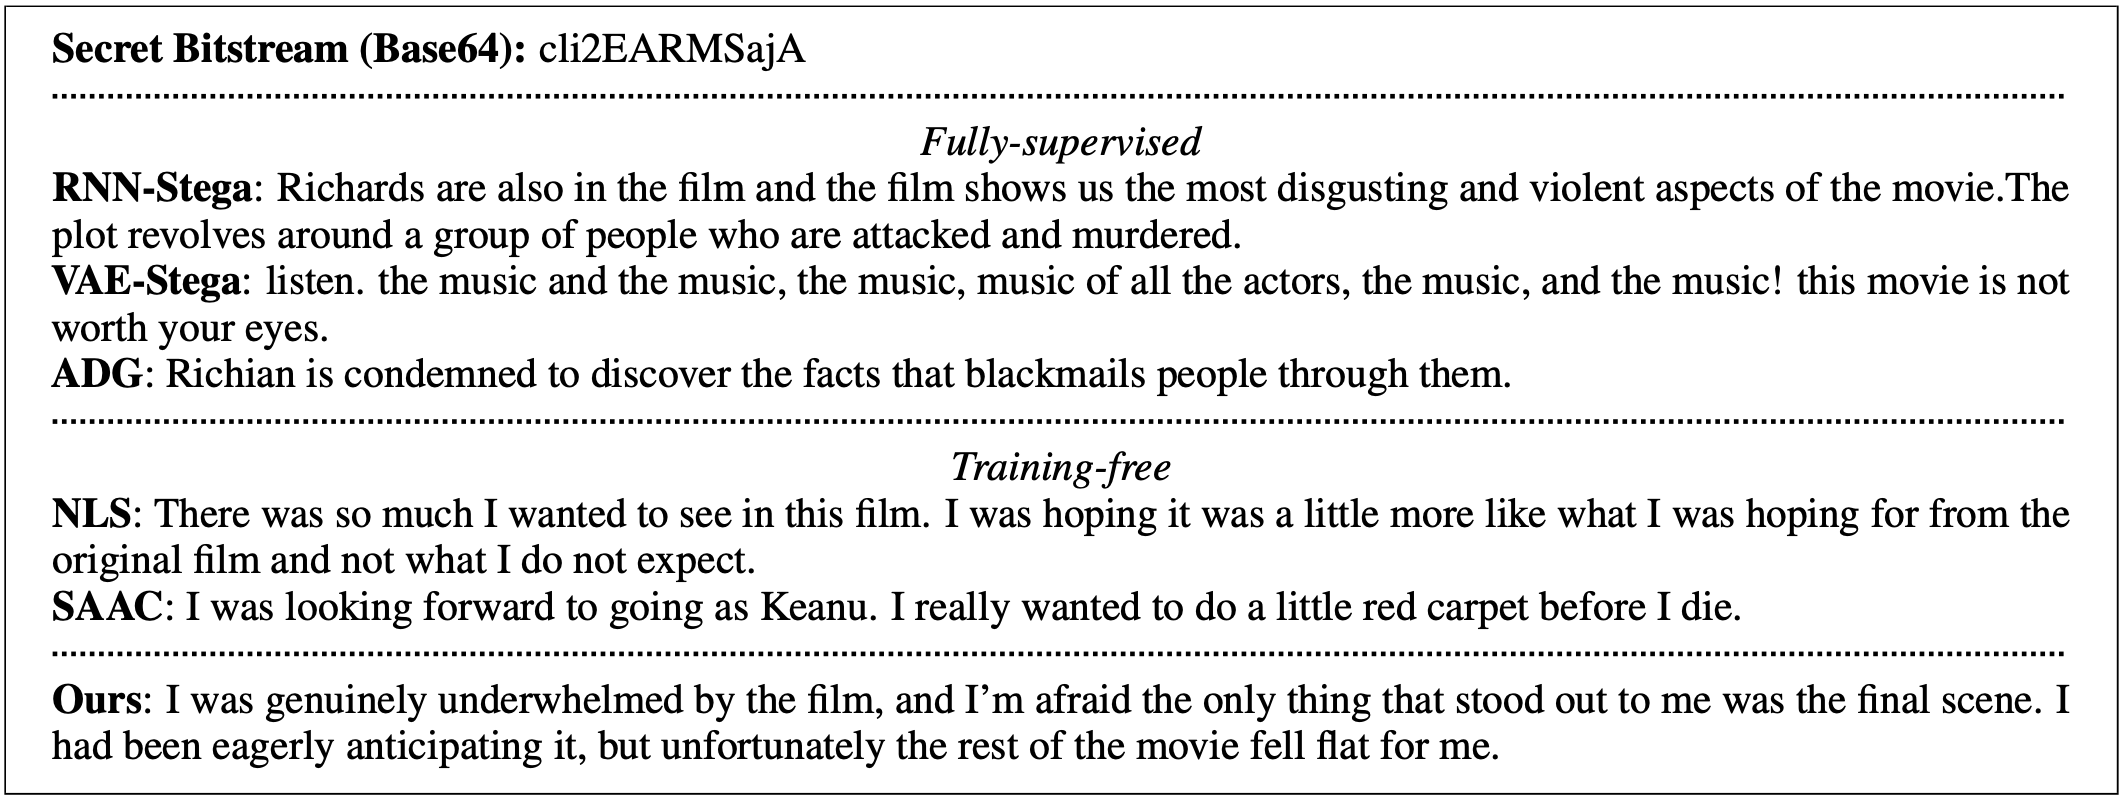 Secret Bitstream (Base64): cli2EARMSajA
Fully-supervised
RNN-Stega: Richards are also in the film and the film shows us the most disgusting and violent aspects of the movie.The
plot revolves around a group of people who are attacked and murdered.
VAE-Stega: listen. the music and the music, the music, music of all the actors, the music, and the music! this movie is not
worth your eyes.
ADG: Richian is condemned to discover the facts that blackmails people through them.
Training-free
NLS: There was so much I wanted to see in this film. I was hoping it was a little more like what I was hoping for from the
original film and not what I do not expect.
SAAC: I was looking forward to going as Keanu. I really wanted to do a little red carpet before I die.
Ours: I was genuinely underwhelmed by the film, and I’m afraid the only thing that stood out to me was the final scene. I
had been eagerly anticipating it, but unfortunately the rest of the movie fell flat for me.